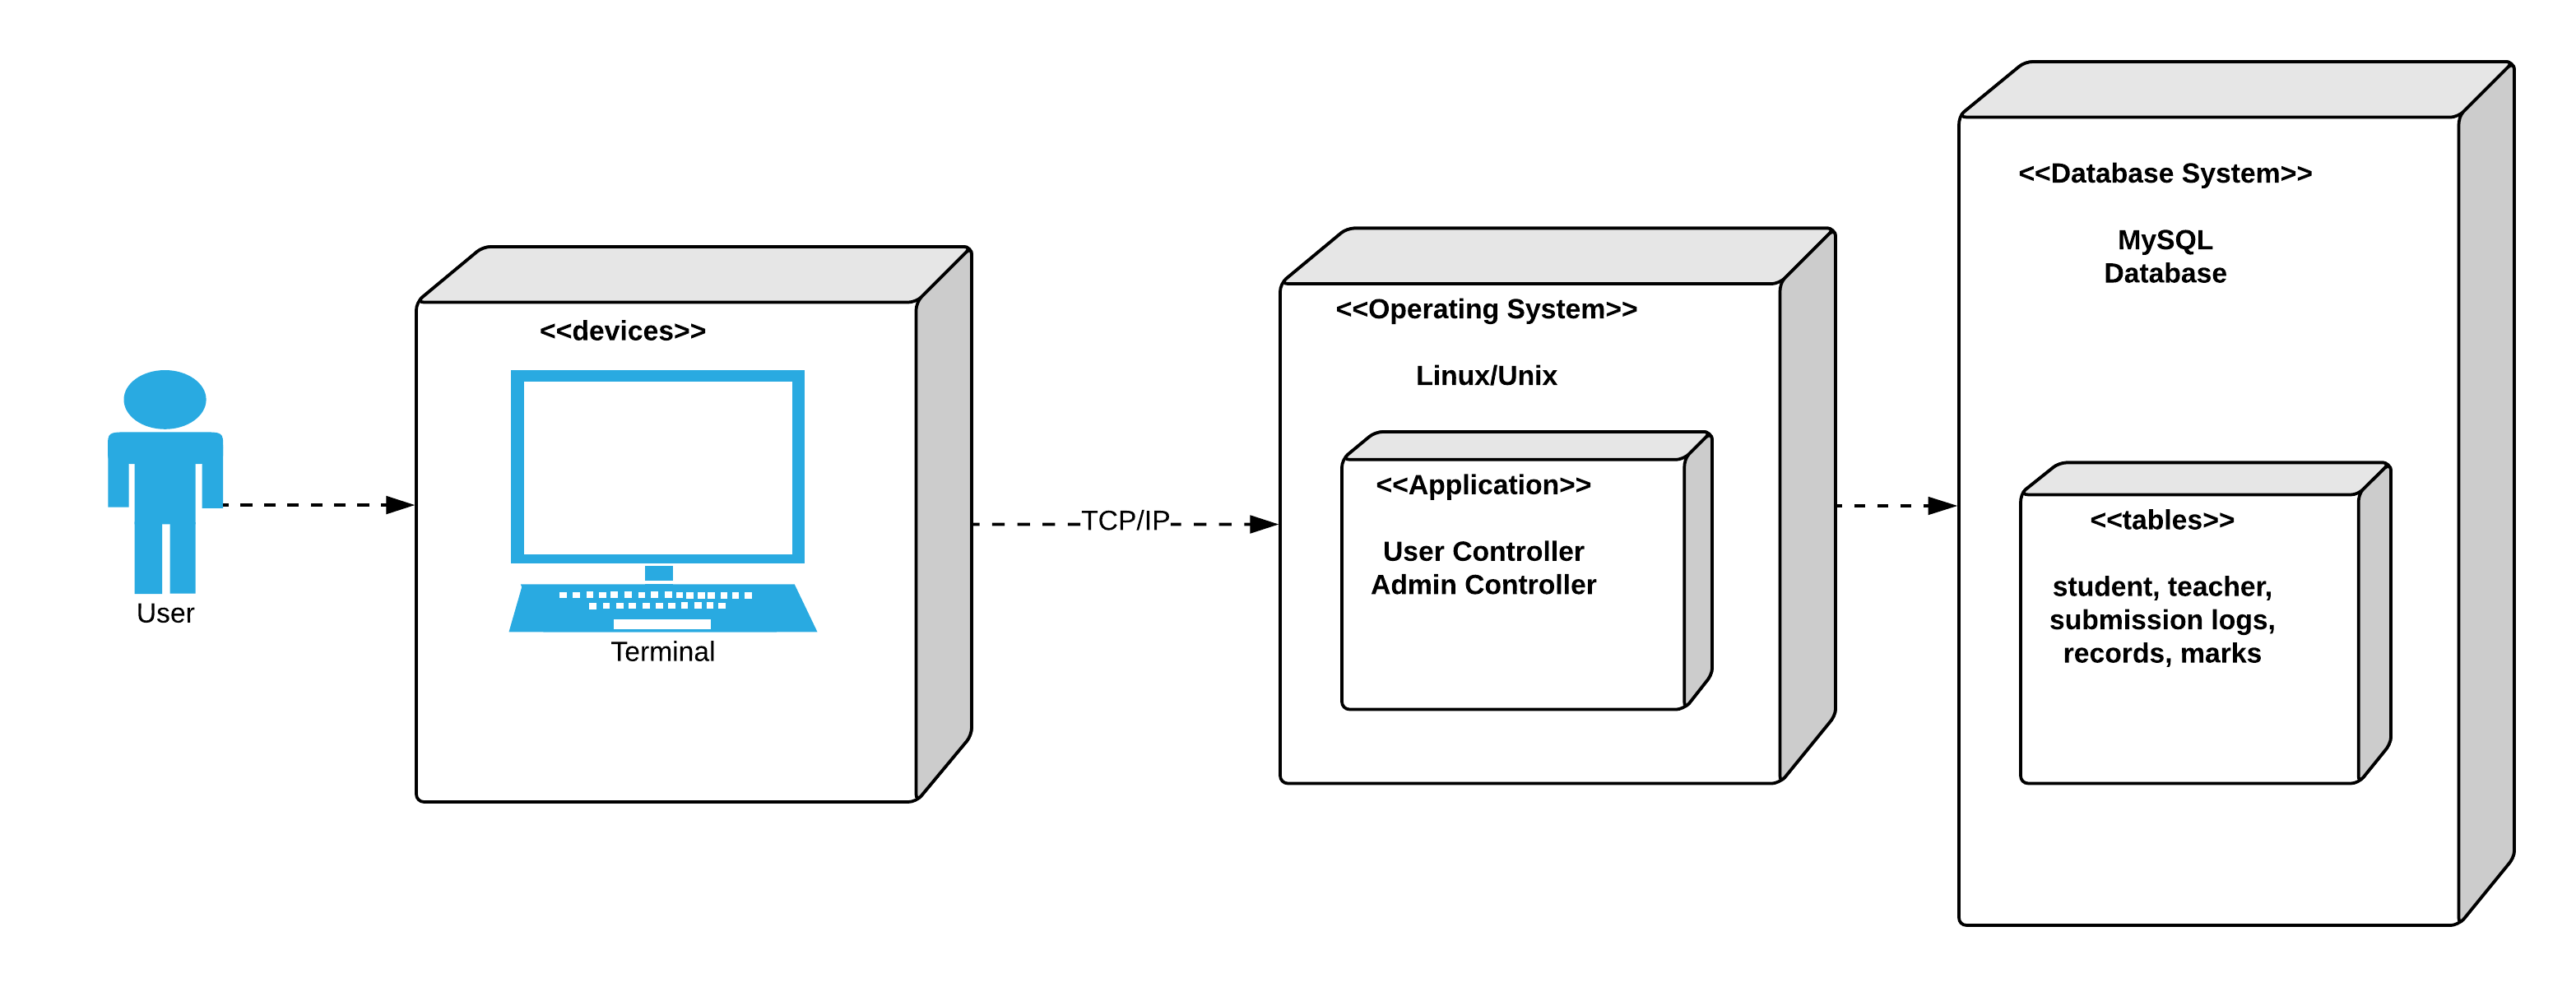 User
<<devices>>
Terminal
TCP/IP
<<Operating System>>
Linux/Unix
<<Application>>
User Controller
Admin Controller
<<Database System>>
MySQL
Database
<<tables>>
student, teacher,
submission logs,
records, marks